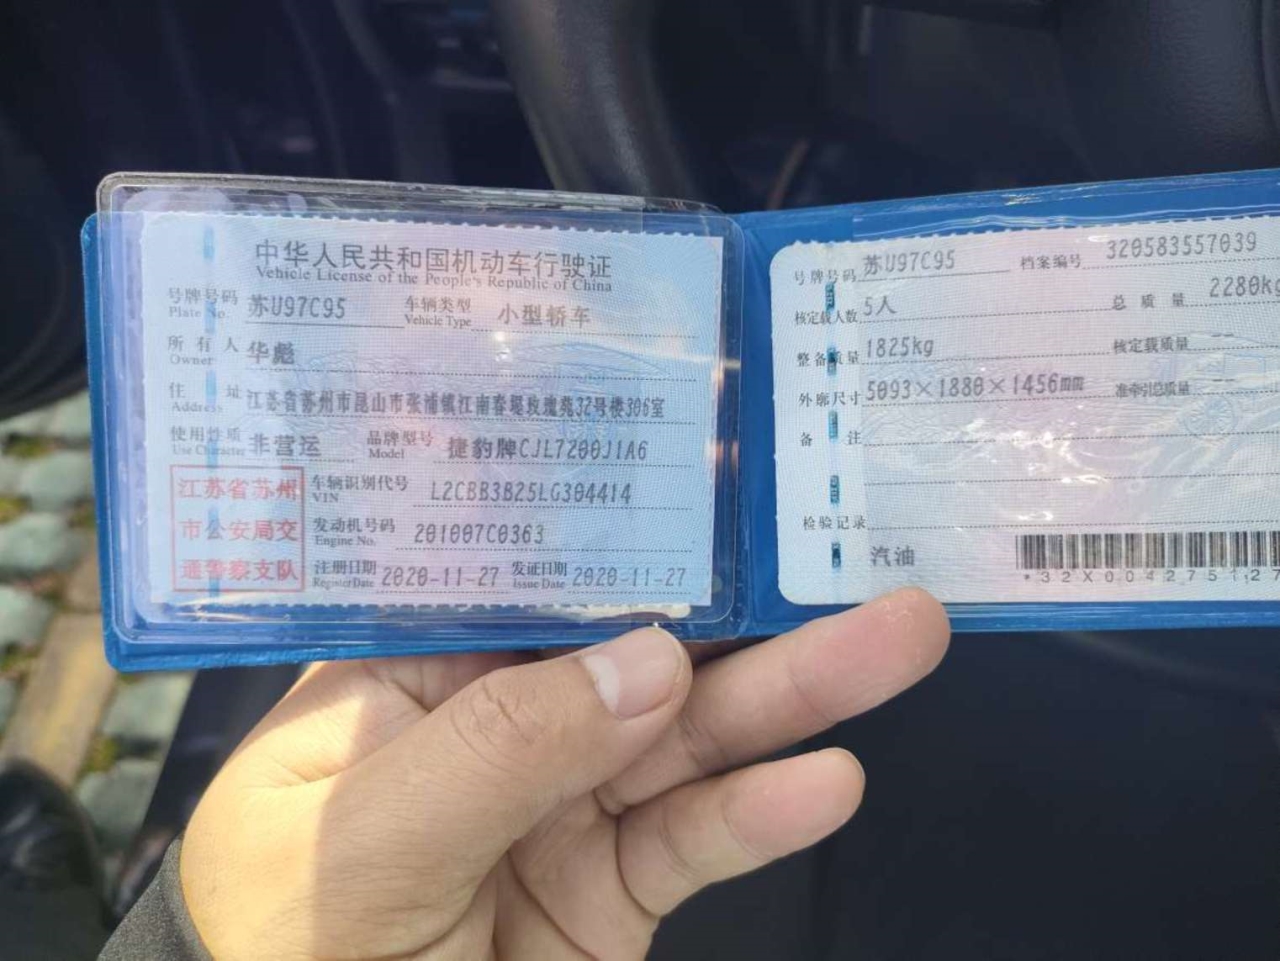 中华人民共和国机动车行驶证
Vehicle License of the People's Republic of China
号牌号码 苏U97C95 车辆类型 小型轿车
Plate No. Vehicle Type
所有人 华彪
Owner
住址 江苏省苏州市昆山市张浦镇江南春堤玫瑰苑32号楼306室
Address
使用性质 非营运 品牌型号 捷豹牌CJL7200J1A6
Use Character Model
江苏省苏州
市公安局交
通警察支队
车辆识别代号 L2CBB3B25LG304414
VIN
发动机号码 201007C0363
Engine No.
注册日期 2020-11-27 发证日期 2020-11-27
Register Date Issue Date
号牌号码 苏U97C95 档案编号 320583557039
核定载人数 5人 总质量 2280kg
整备质量 1825kg 核定载质量 --
外廓尺寸 5093×1880×1456mm 准牵引总质量 --
备注
检验记录
汽油
*32X004275127